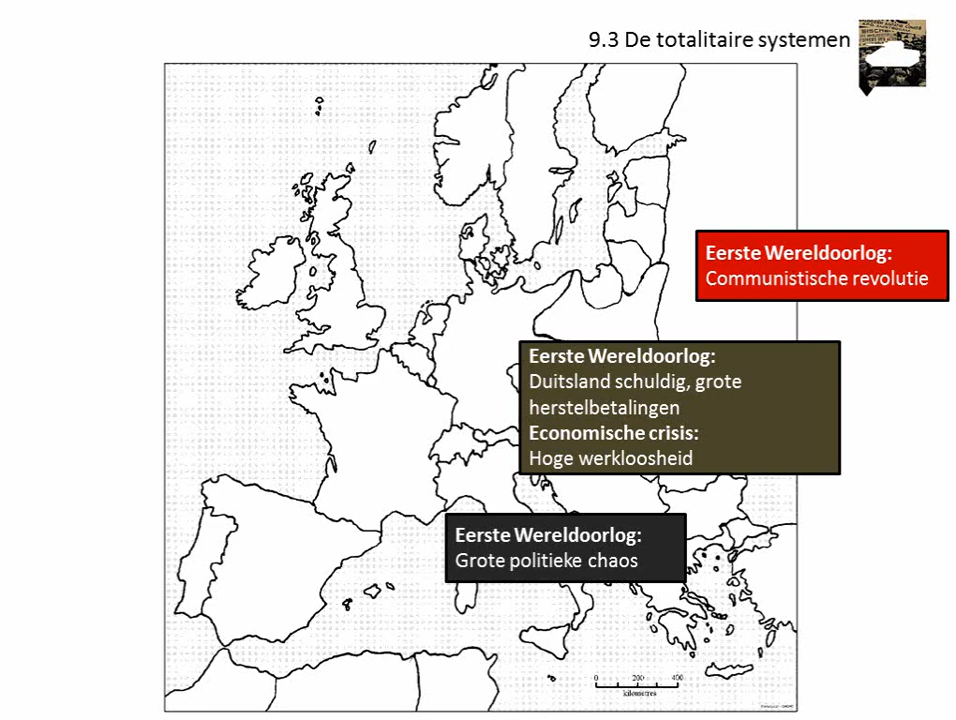 9.3 De totalitaire systemen
Eerste Wereldoorlog:
Communistische revolutie
Eerste Wereldoorlog:
Duitsland schuldig, grote
herstelbetalingen
Economische crisis:
Hoge werkloosheid
Eerste Wereldoorlog:
Grote politieke chaos
0 200 400
kilometres